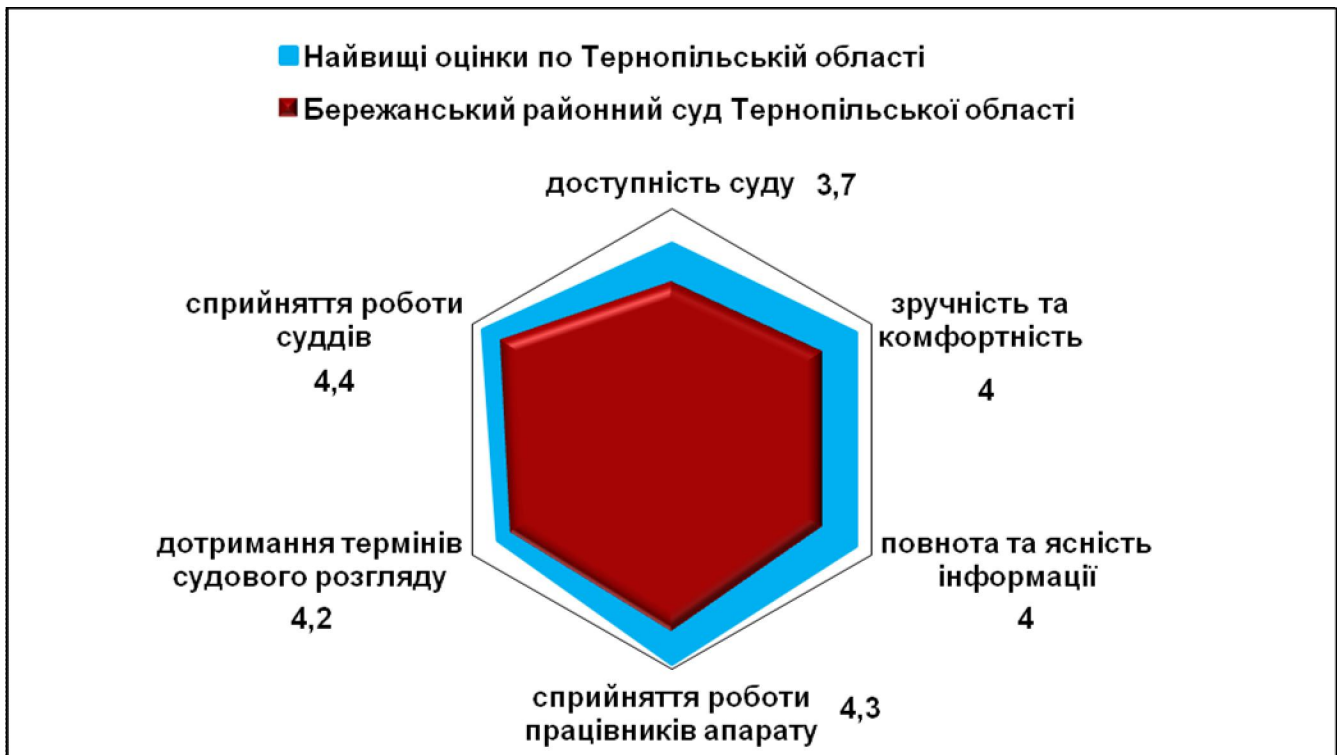 Найвищі оцінки по Тернопільській області
Бережанський районний суд Тернопільської області
доступність суду 3,7
зручність та
комфортність
4
повнота та ясність
інформації
4
сприйняття роботи
працівників апарату 4,3
дотримання термінів
судового розгляду
4,2
сприйняття роботи
суддів
4,4